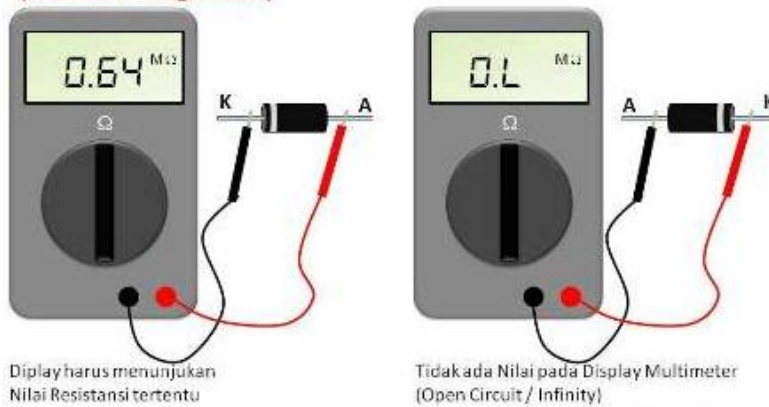 0.64 MΩ
K A
Ω
Diplay harus menunjukan
Nilai Resistansi tertentu
0.L MΩ
A K
Ω
Tidak ada Nilai pada Display Multimeter
(Open Circuit / Infinity)